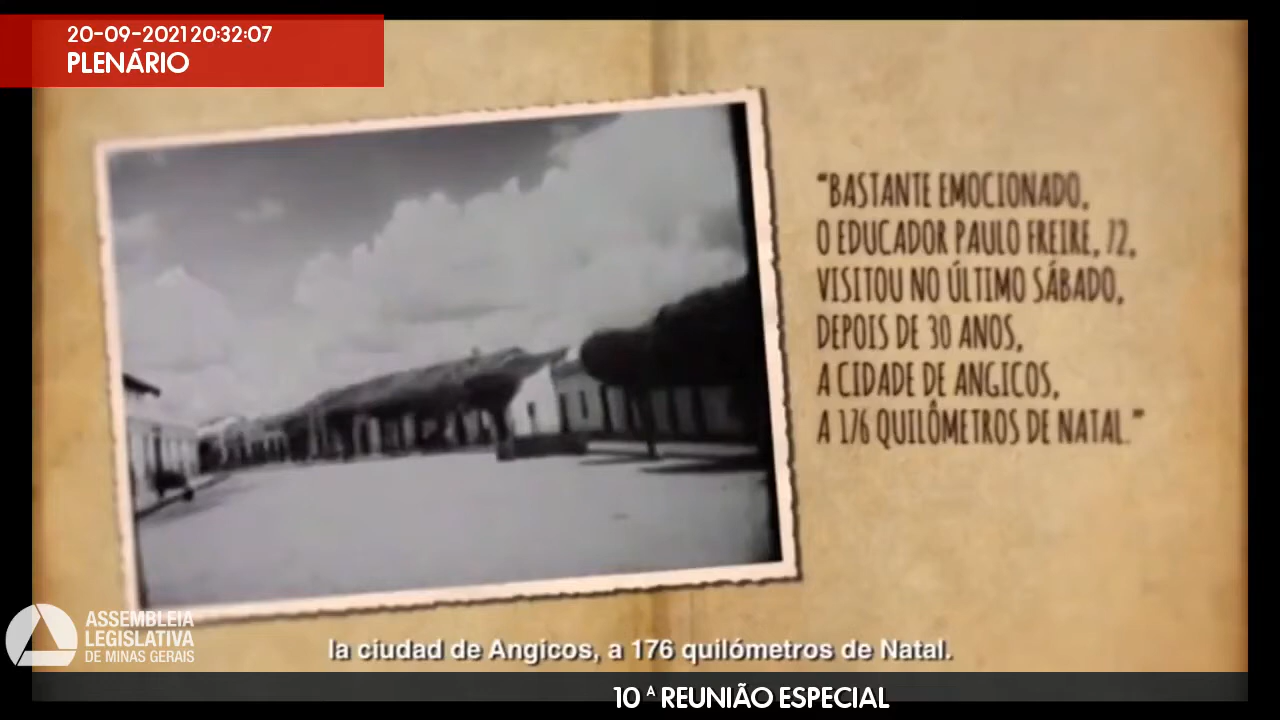 20-09-2021 20:32:07
PLENÁRIO
“BASTANTE EMOCIONADO,
O EDUCADOR PAULO FREIRE, 72,
VISITOU NO ÚLTIMO SÁBADO,
DEPOIS DE 30 ANOS,
A CIDADE DE ANGICOS,
A 176 QUILÔMETROS DE NATAL.”
ASSEMBLEIA
LEGISLATIVA
DE MINAS GERAIS
la ciudad de Angicos, a 176 quilómetros de Natal.
10ª REUNIÃO ESPECIAL